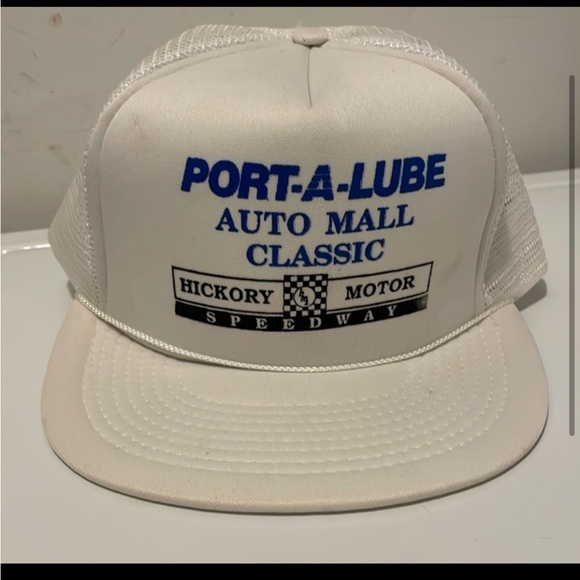 PORT-A-LUBE
AUTO MALL
CLASSIC
HICKORY MOTOR
SPEEDWAY